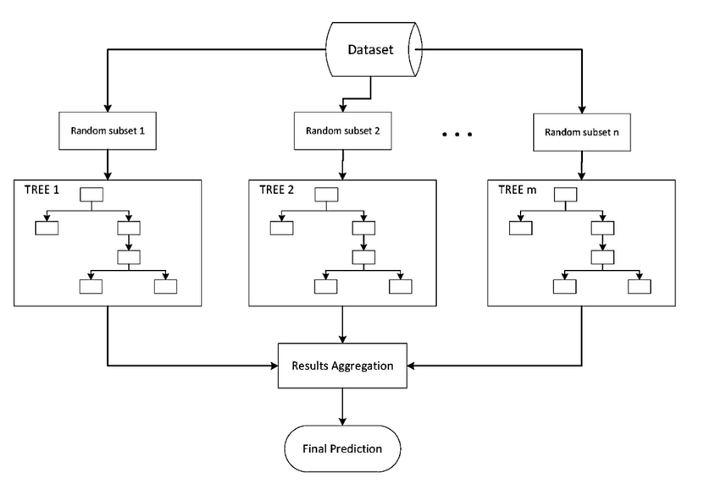 Dataset
Random subset 1
Random subset 2
...
Random subset n
TREE 1
TREE 2
TREE m
Results Aggregation
Final Prediction